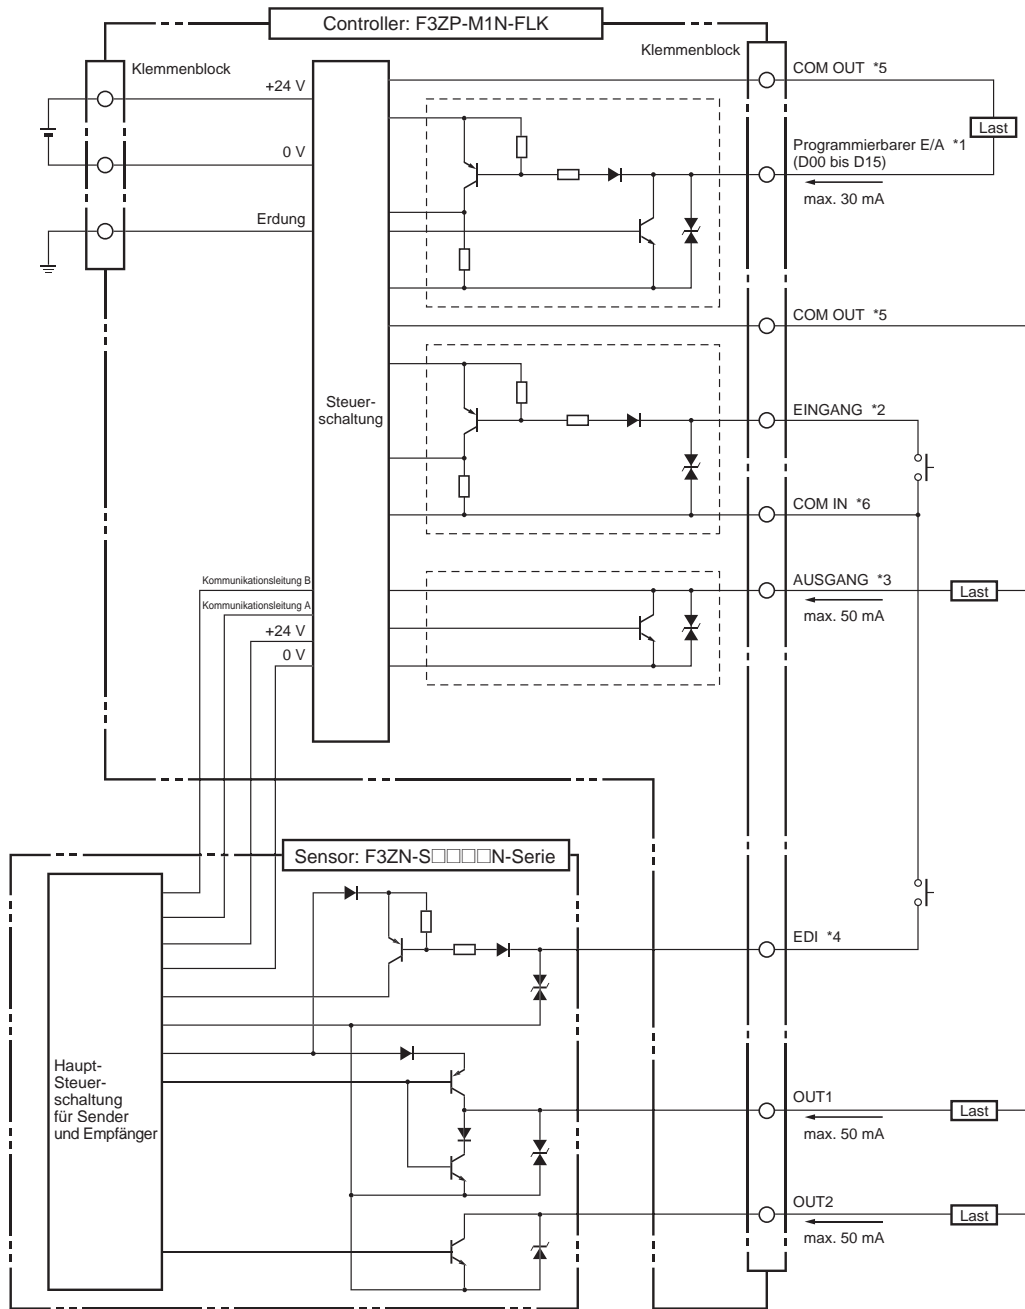 Controller: F3ZP-M1N-FLK
Klemmenblock
Klemmenblock
+24 V
0 V
Erdung
Steuer-
schaltung
COM OUT *5
Last
Programmierbarer E/A *1
(D00 bis D15)
max. 30 mA
COM OUT *5
EINGANG *2
COM IN *6
Kommunikationsleitung B
Kommunikationsleitung A
+24 V
0 V
AUSGANG *3
Last
max. 50 mA
Sensor: F3ZN-S□□□□N-Serie
EDI *4
Haupt-
Steuer-
schaltung
für Sender
und Empfänger
OUT1
Last
max. 50 mA
OUT2
Last
max. 50 mA